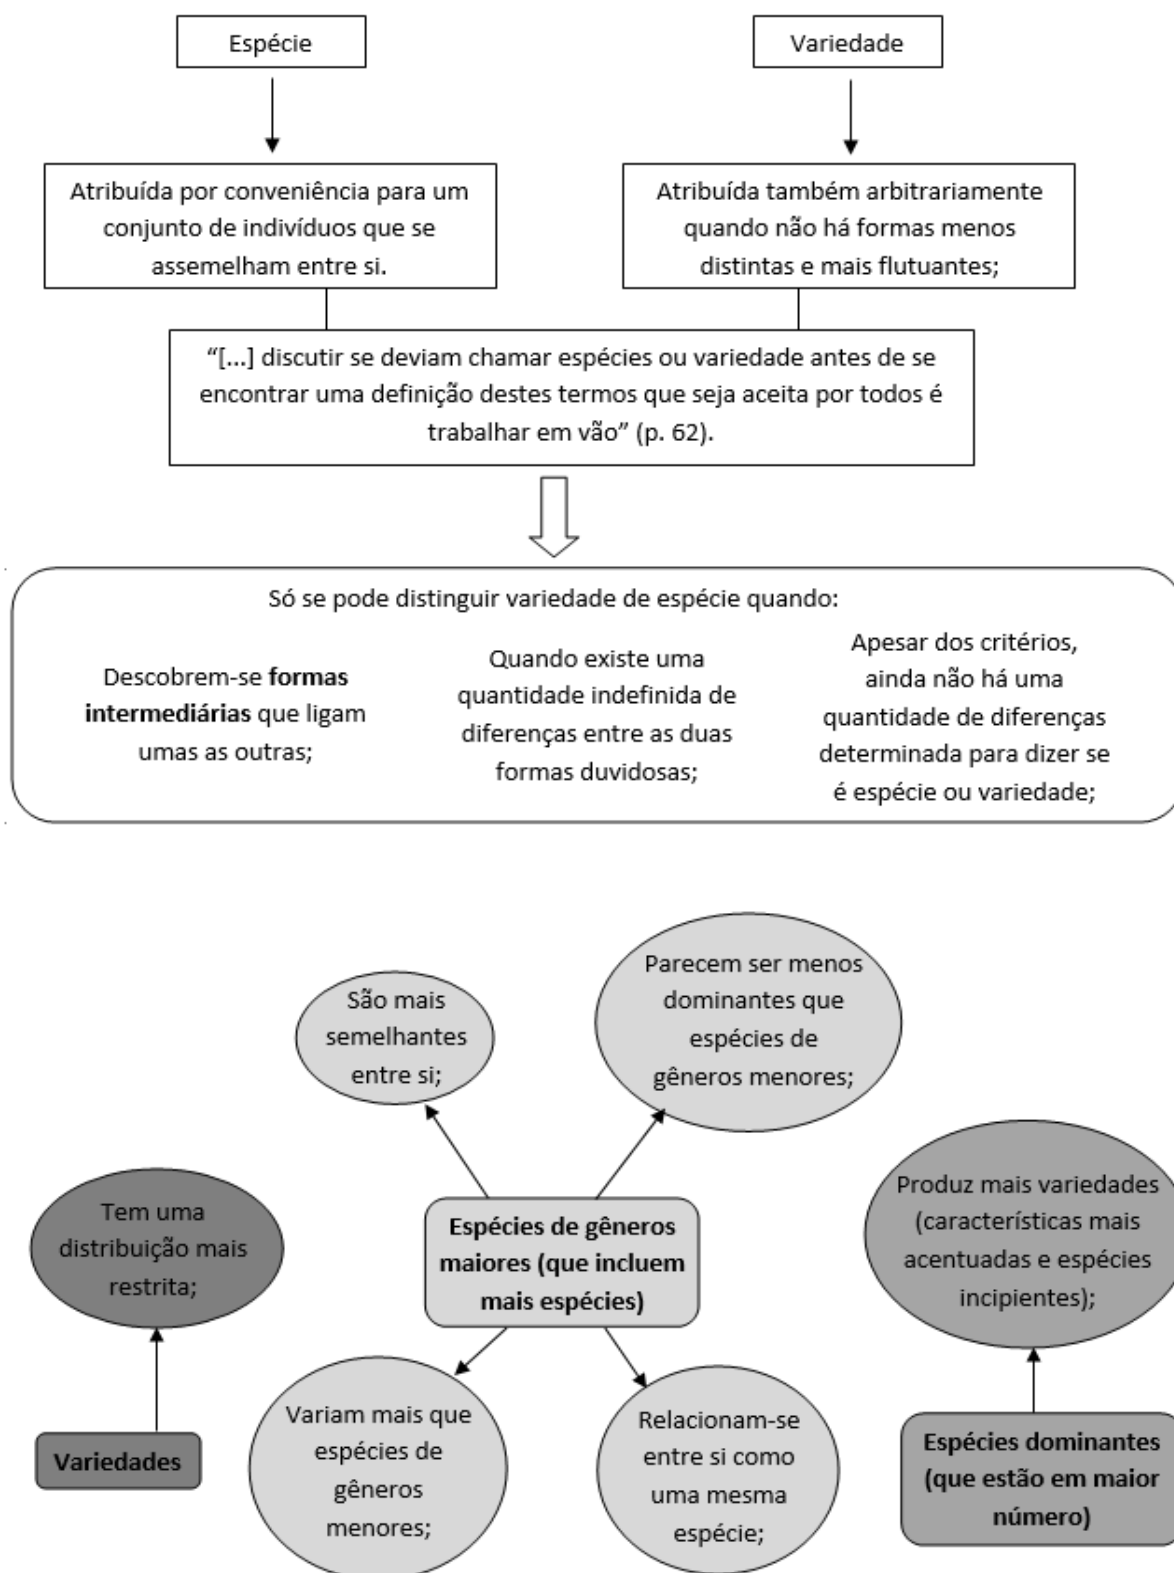 Espécie
Variedade
Atribuída por conveniência para um
conjunto de indivíduos que se
assemelham entre si.
Atribuída também arbitrariamente
quando não há formas menos
distintas e mais flutuantes;
“[...] discutir se deviam chamar espécies ou variedade antes de se
encontrar uma definição destes termos que seja aceita por todos é
trabalhar em vão” (p. 62).
Só se pode distinguir variedade de espécie quando:
Descobrem-se formas
intermediárias que ligam
umas as outras;
Quando existe uma
quantidade indefinida de
diferenças entre as duas
formas duvidosas;
Apesar dos critérios,
ainda não há uma
quantidade de diferenças
determinada para dizer se
é espécie ou variedade;
São mais
semelhantes
entre si;
Parecem ser menos
dominantes que
espécies de
gêneros menores;
Tem uma
distribuição mais
restrita;
Espécies de gêneros
maiores (que incluem
mais espécies)
Produz mais variedades
(características mais
acentuadas e espécies
incipientes);
Variedades
Variam mais que
espécies de
gêneros
menores;
Relacionam-se
entre si como
uma mesma
espécie;
Espécies dominantes
(que estão em maior
número)